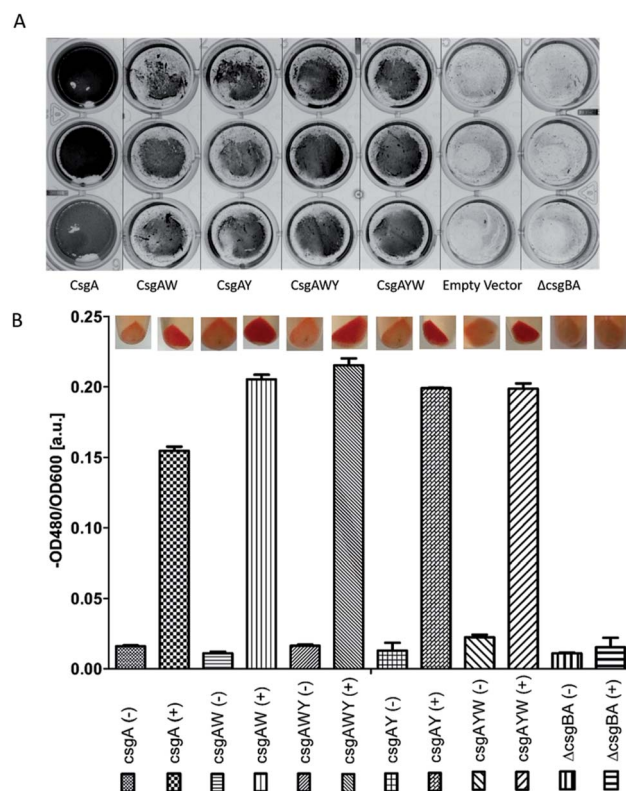 A
CsgA CsgAW CsgAY CsgAWY CsgAYW Empty Vector ΔcsgBA
B
0.25
0.20
0.15
0.10
0.05
0.00
-OD480/OD600 [a.u.]
csgA (-)
csgA (+)
csgAW (-)
csgAW (+)
csgAWY (-)
csgAWY (+)
csgAY (-)
csgAY (+)
csgAYW (-)
csgAYW (+)
ΔcsgBA (-)
ΔcsgBA (+)